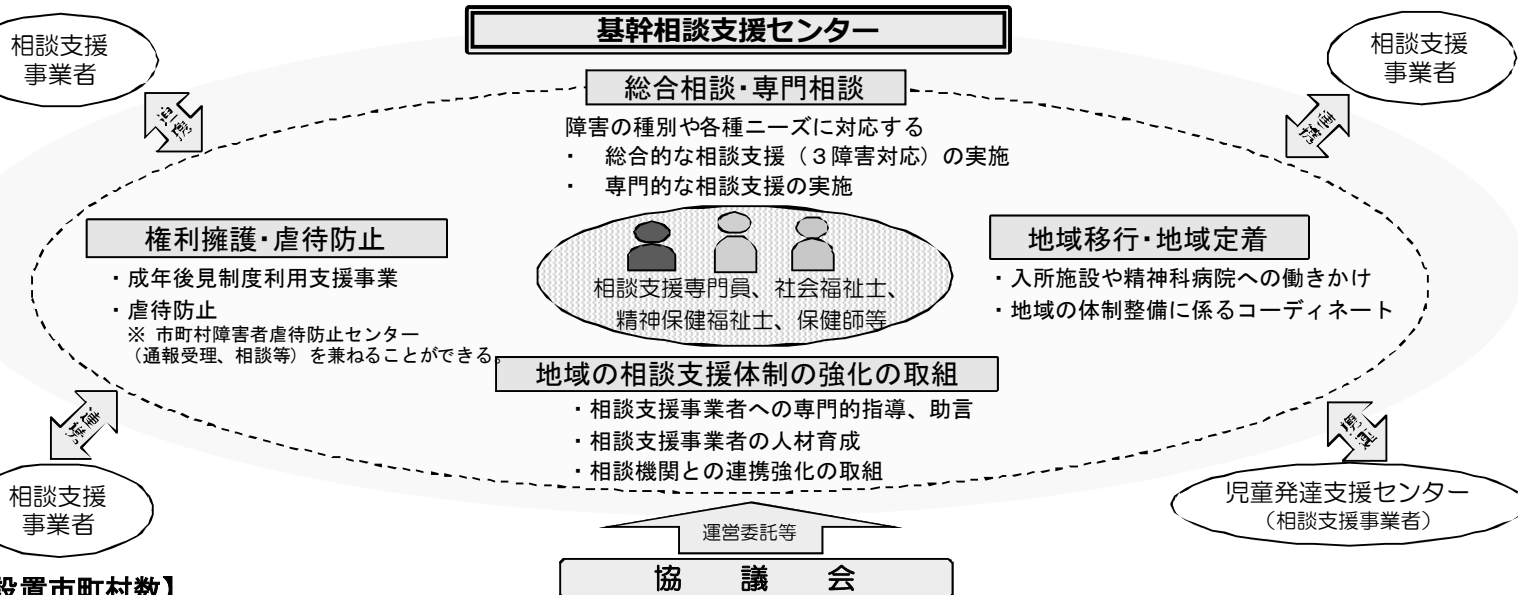 基幹相談支援センター
相談支援
事業者
連携
相談支援
事業者
連携
総合相談・専門相談
障害の種別や各種ニーズに対応する
・ 総合的な相談支援（３障害対応）の実施
・ 専門的な相談支援の実施
権利擁護・虐待防止
・成年後見制度利用支援事業
・虐待防止
※ 市町村障害者虐待防止センター
（通報受理、相談等）を兼ねることができる。
相談支援専門員、社会福祉士、
精神保健福祉士、保健師等
地域移行・地域定着
・入所施設や精神科病院への働きかけ
・地域の体制整備に係るコーディネート
地域の相談支援体制の強化の取組
・相談支援事業者への専門的指導、助言
・相談支援事業者の人材育成
・相談機関との連携強化の取組
連携
相談支援
事業者
連携
児童発達支援センター
（相談支援事業者）
運営委託等
協 議 会
設置市町村数】